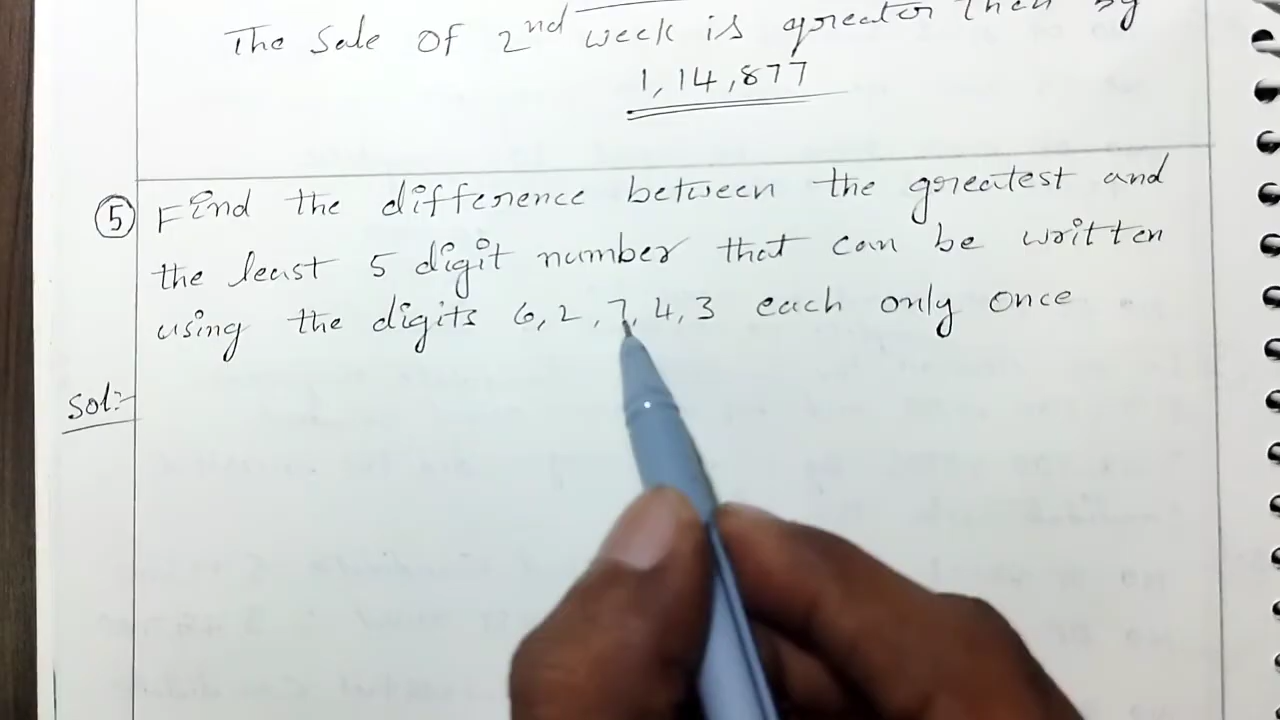 The Sale Of 2nd week is greater then by
1,14,877
5 Find the difference between the greatest and
the least 5 digit number that can be written
using the digits 6, 2, 7, 4, 3 each only once
Sol:-